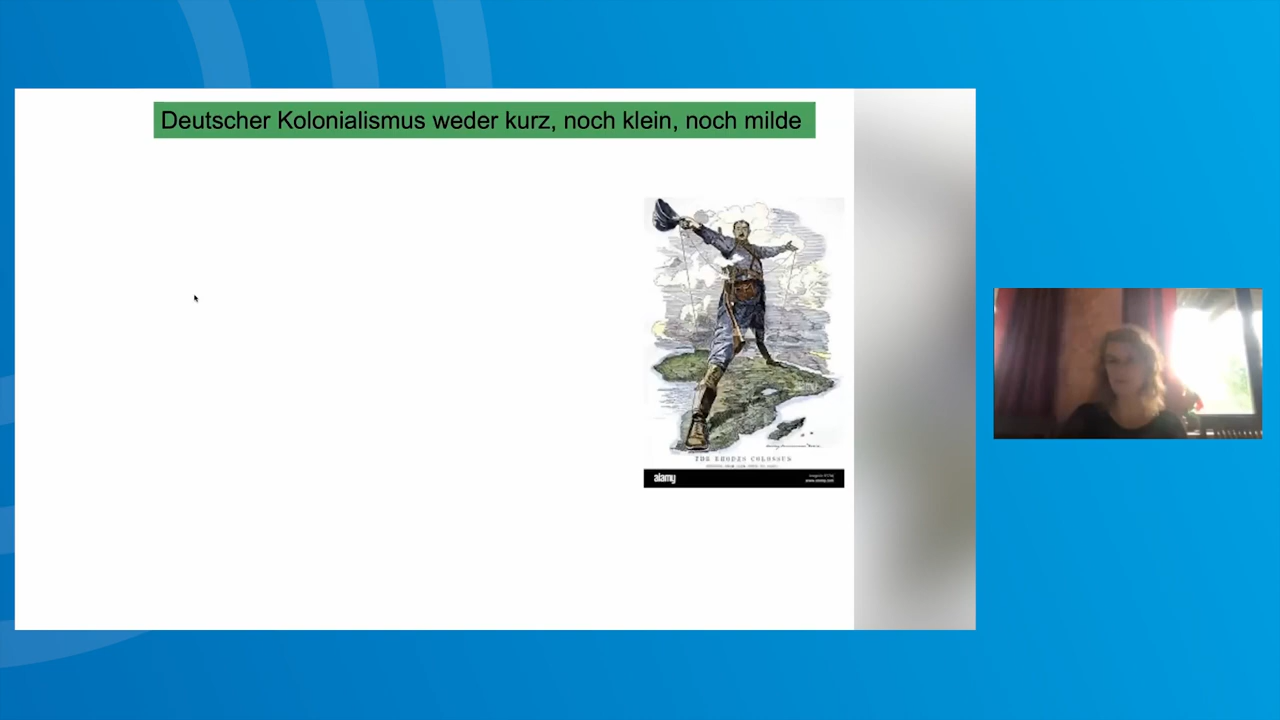 Deutscher Kolonialismus weder kurz, noch klein, noch milde
THE RHODES COLOSSUS
alamy
www.alamy.com